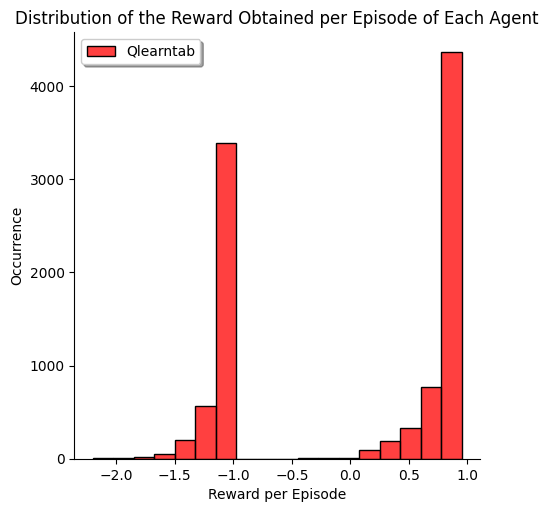 Distribution of the Reward Obtained per Episode of Each Agent
Qlearntab
4000
3000
2000
1000
0
Occurrence
−2.0 −1.5 −1.0 −0.5 0.0 0.5 1.0
Reward per Episode